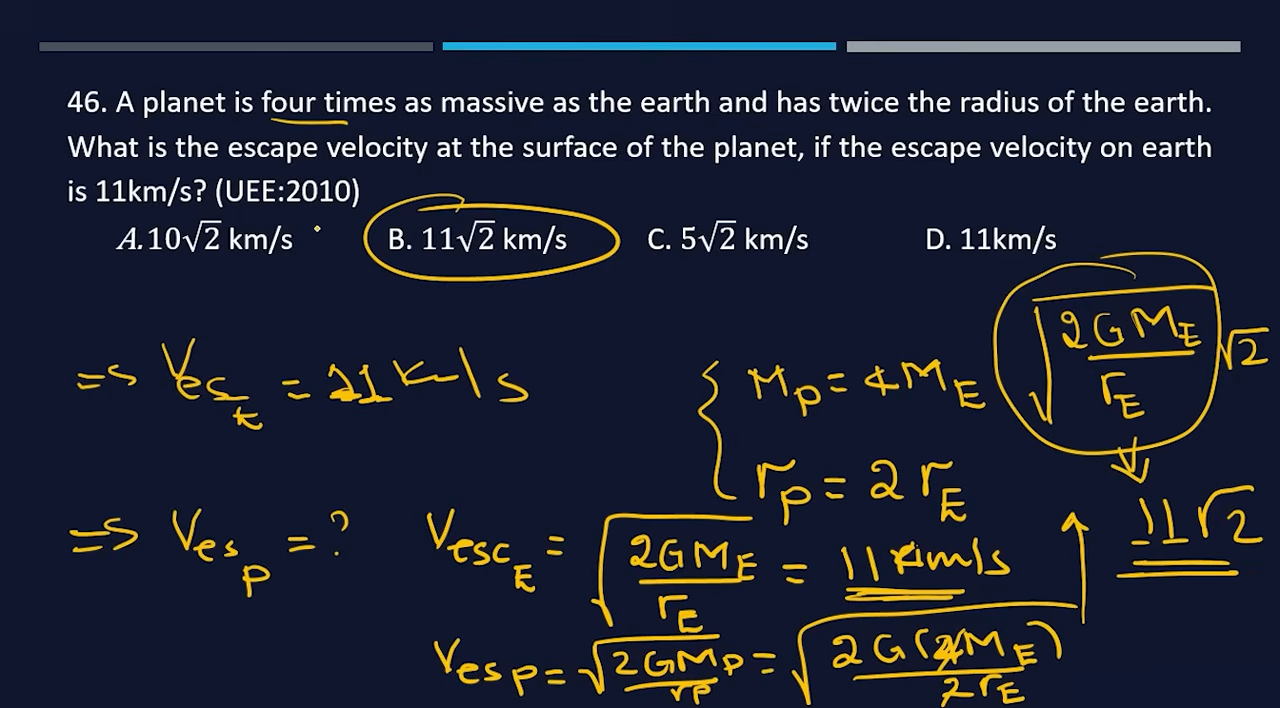 46. A planet is four times as massive as the earth and has twice the radius of the earth.
What is the escape velocity at the surface of the planet, if the escape velocity on earth
is 11km/s? (UEE:2010)
A. 10√2 km/s B. 11√2 km/s C. 5√2 km/s D. 11km/s
√(2GM_E / r_E) √2
=> V_es_t = 11 km/s
M_p = 4M_E
r_p = 2r_E
11√2
=> V_es_p = ?
V_esc_E = √(2GM_E / r_E) = 11 km/s
V_es_p = √(2GM_p / r_p) = √(2G(4M_E) / 2r_E)